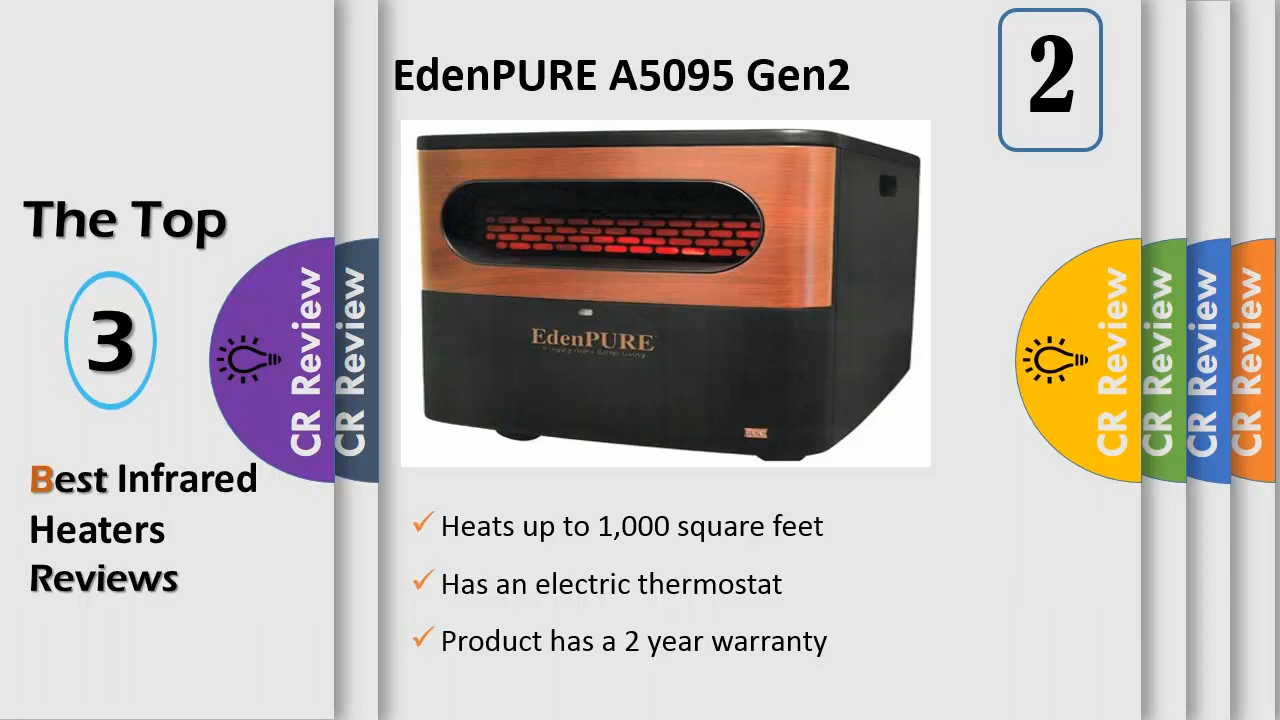 EdenPURE A5095 Gen2
2
The Top
3
Best Infrared
Heaters
Reviews
CR Review
CR Review
EdenPURE
Heats up to 1,000 square feet
Has an electric thermostat
Product has a 2 year warranty
CR Review
CR Review
CR Review
CR Review